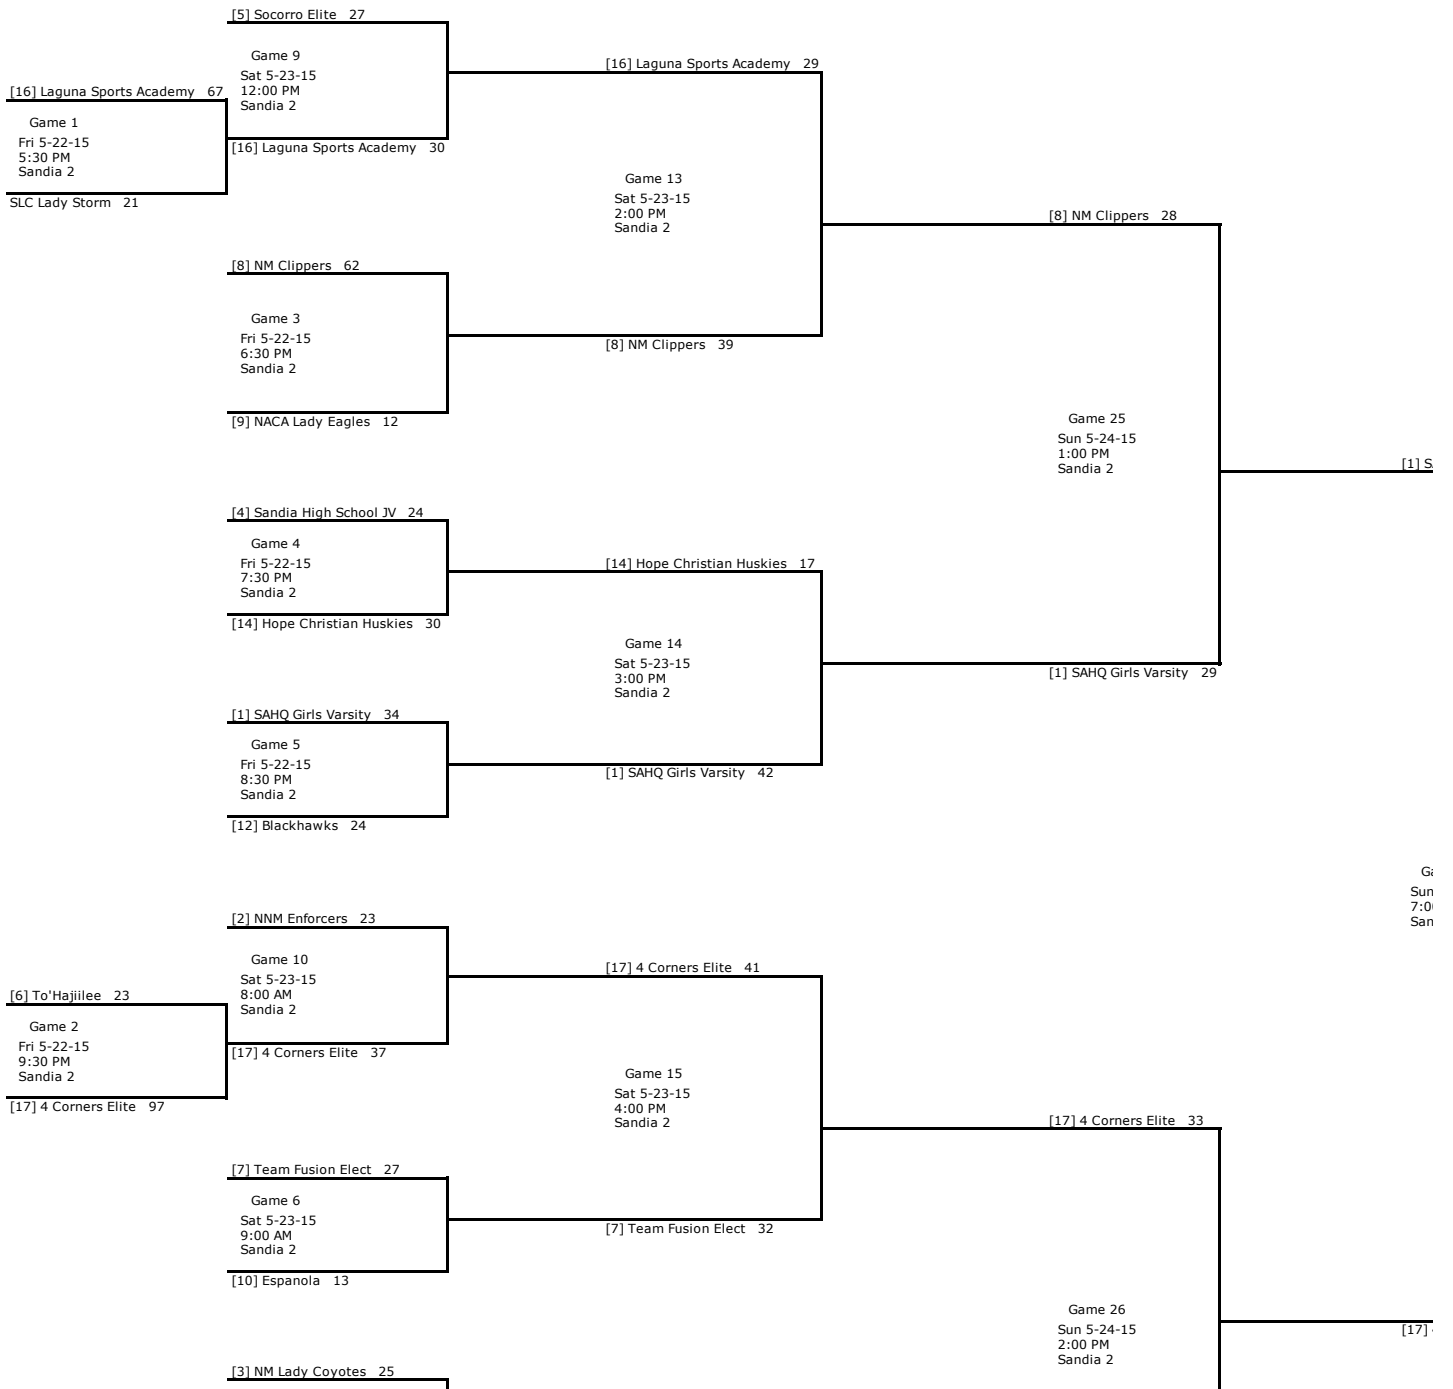 [5] Socorro Elite 27
Game 9
Sat 5-23-15
12:00 PM
Sandia 2
[16] Laguna Sports Academy 29
[16] Laguna Sports Academy 67
Game 1
Fri 5-22-15
5:30 PM
Sandia 2
[16] Laguna Sports Academy 30
SLC Lady Storm 21
Game 13
Sat 5-23-15
2:00 PM
Sandia 2
[8] NM Clippers 28
[8] NM Clippers 62
Game 3
Fri 5-22-15
6:30 PM
Sandia 2
[8] NM Clippers 39
[9] NACA Lady Eagles 12
Game 25
Sun 5-24-15
1:00 PM
Sandia 2
[1] S
[4] Sandia High School JV 24
Game 4
Fri 5-22-15
7:30 PM
Sandia 2
[14] Hope Christian Huskies 17
[14] Hope Christian Huskies 30
Game 14
Sat 5-23-15
3:00 PM
Sandia 2
[1] SAHQ Girls Varsity 29
[1] SAHQ Girls Varsity 34
Game 5
Fri 5-22-15
8:30 PM
Sandia 2
[1] SAHQ Girls Varsity 42
[12] Blackhawks 24
Ga
Sun
7:0
San
[2] NNM Enforcers 23
Game 10
Sat 5-23-15
8:00 AM
Sandia 2
[17] 4 Corners Elite 41
[6] To'Hajiilee 23
Game 2
Fri 5-22-15
9:30 PM
Sandia 2
[17] 4 Corners Elite 37
[17] 4 Corners Elite 97
Game 15
Sat 5-23-15
4:00 PM
Sandia 2
[17] 4 Corners Elite 33
[7] Team Fusion Elect 27
Game 6
Sat 5-23-15
9:00 AM
Sandia 2
[7] Team Fusion Elect 32
[10] Espanola 13
Game 26
Sun 5-24-15
2:00 PM
Sandia 2
[17]
[3] NM Lady Coyotes 25